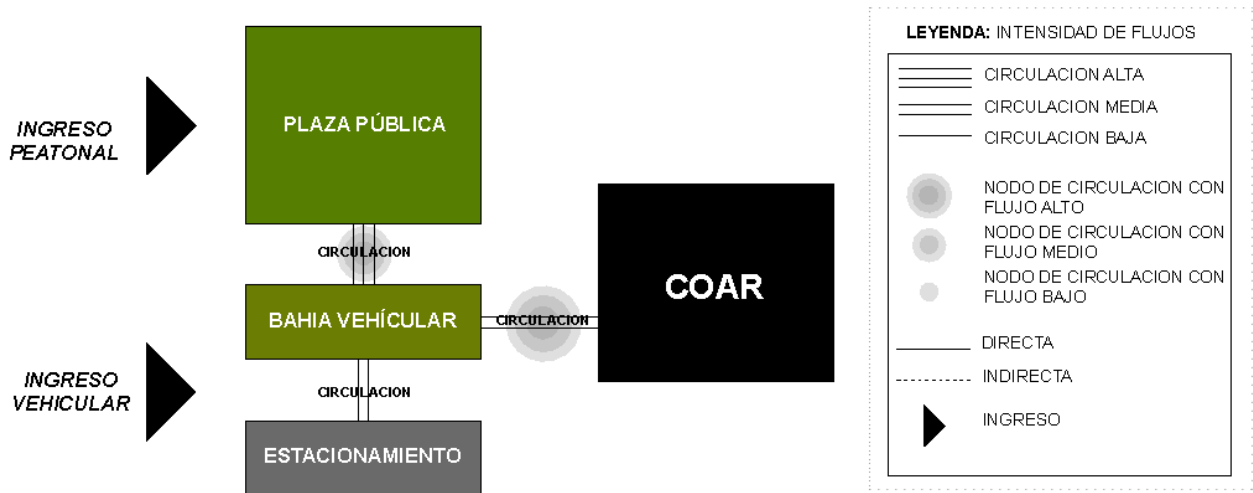 INGRESO
PEATONAL
PLAZA PÚBLICA
CIRCULACION
BAHIA VEHÍCULAR
CIRCULACION
COAR
INGRESO
VEHICULAR
CIRCULACION
ESTACIONAMIENTO
LEYENDA: INTENSIDAD DE FLUJOS
CIRCULACION ALTA
CIRCULACION MEDIA
CIRCULACION BAJA
NODO DE CIRCULACION CON
FLUJO ALTO
NODO DE CIRCULACION CON
FLUJO MEDIO
NODO DE CIRCULACION CON
FLUJO BAJO
DIRECTA
INDIRECTA
INGRESO